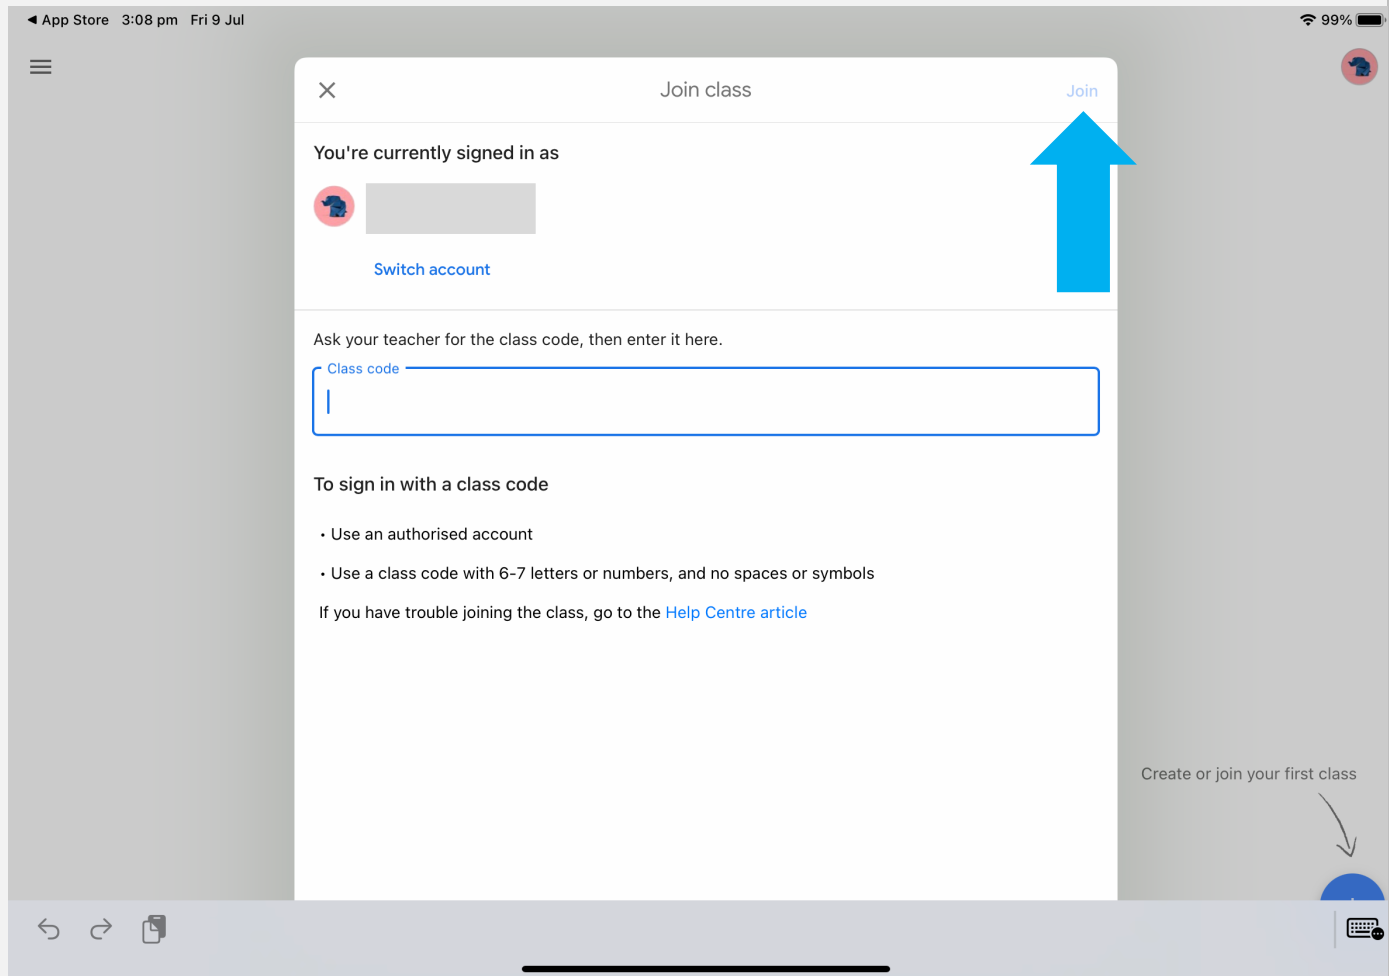 ◀ App Store 3:08 pm Fri 9 Jul 99%
Join class
Join
You're currently signed in as
Switch account
Ask your teacher for the class code, then enter it here.
Class code
To sign in with a class code
• Use an authorised account
• Use a class code with 6-7 letters or numbers, and no spaces or symbols
If you have trouble joining the class, go to the Help Centre article
Create or join your first class